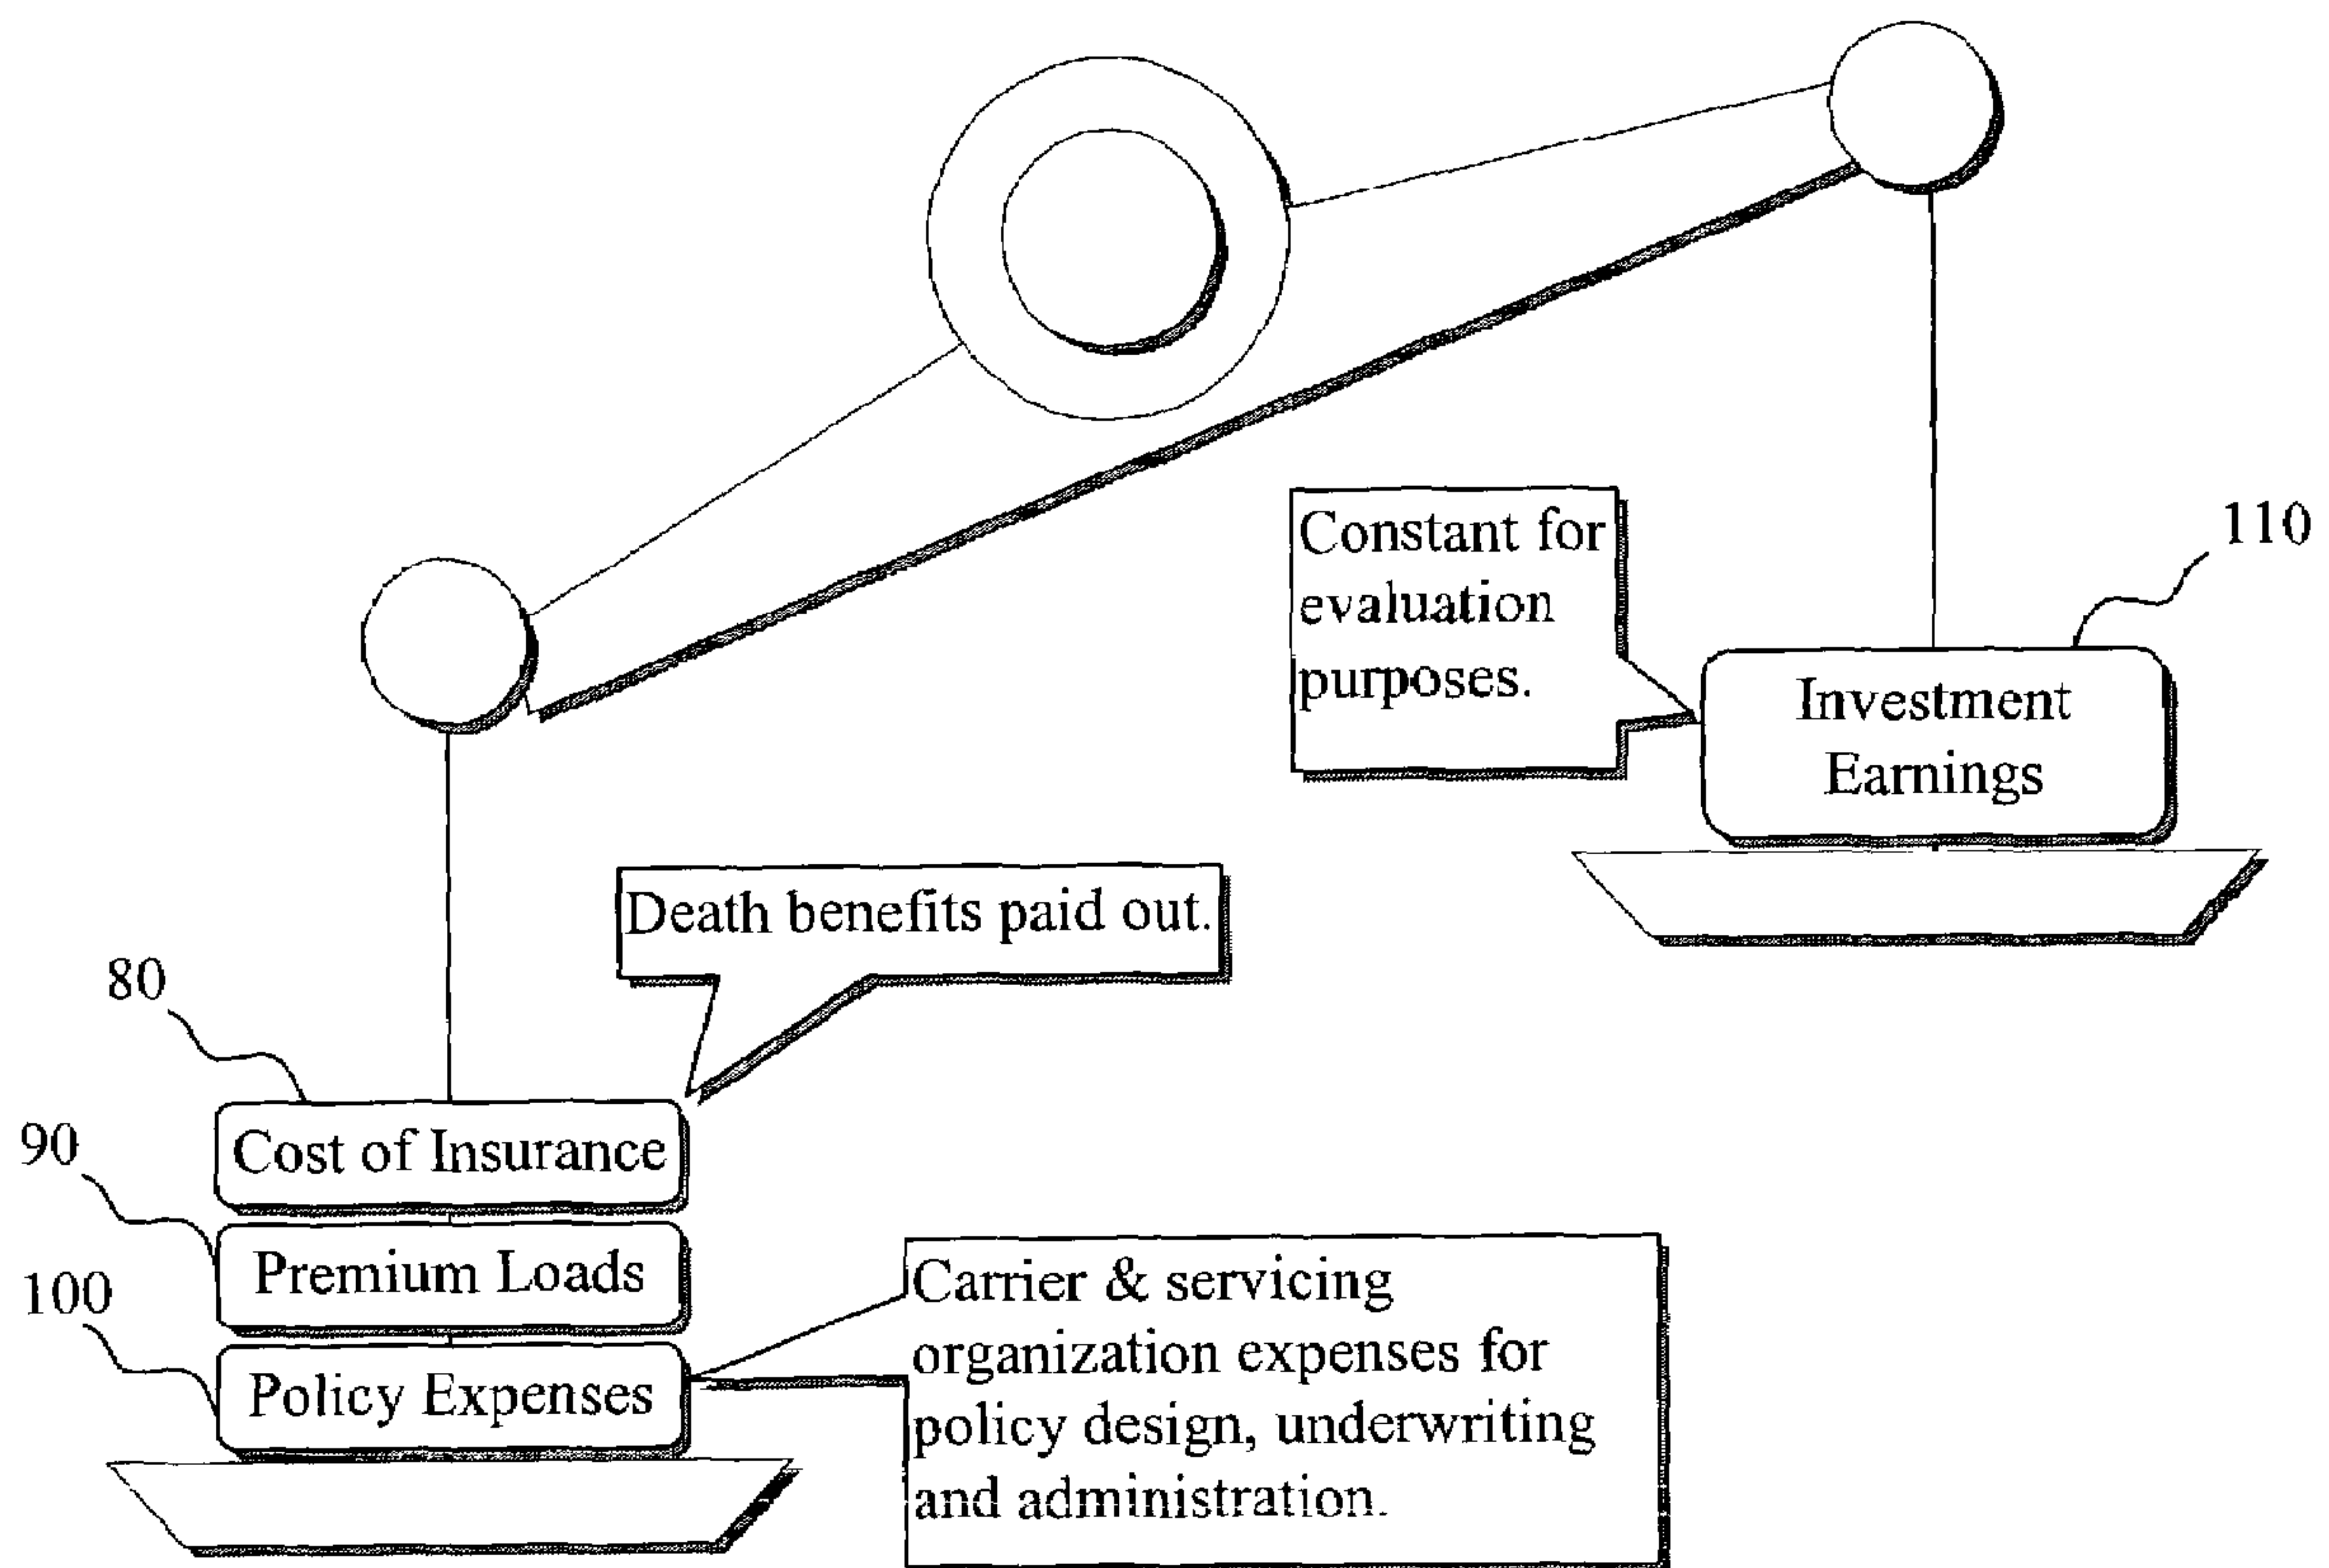 Constant for
evaluation
purposes.
110
Investment
Earnings
Death benefits paid out.
80
Cost of Insurance
90
Premium Loads
100
Policy Expenses
Carrier & servicing
organization expenses for
policy design, underwriting
and administration.